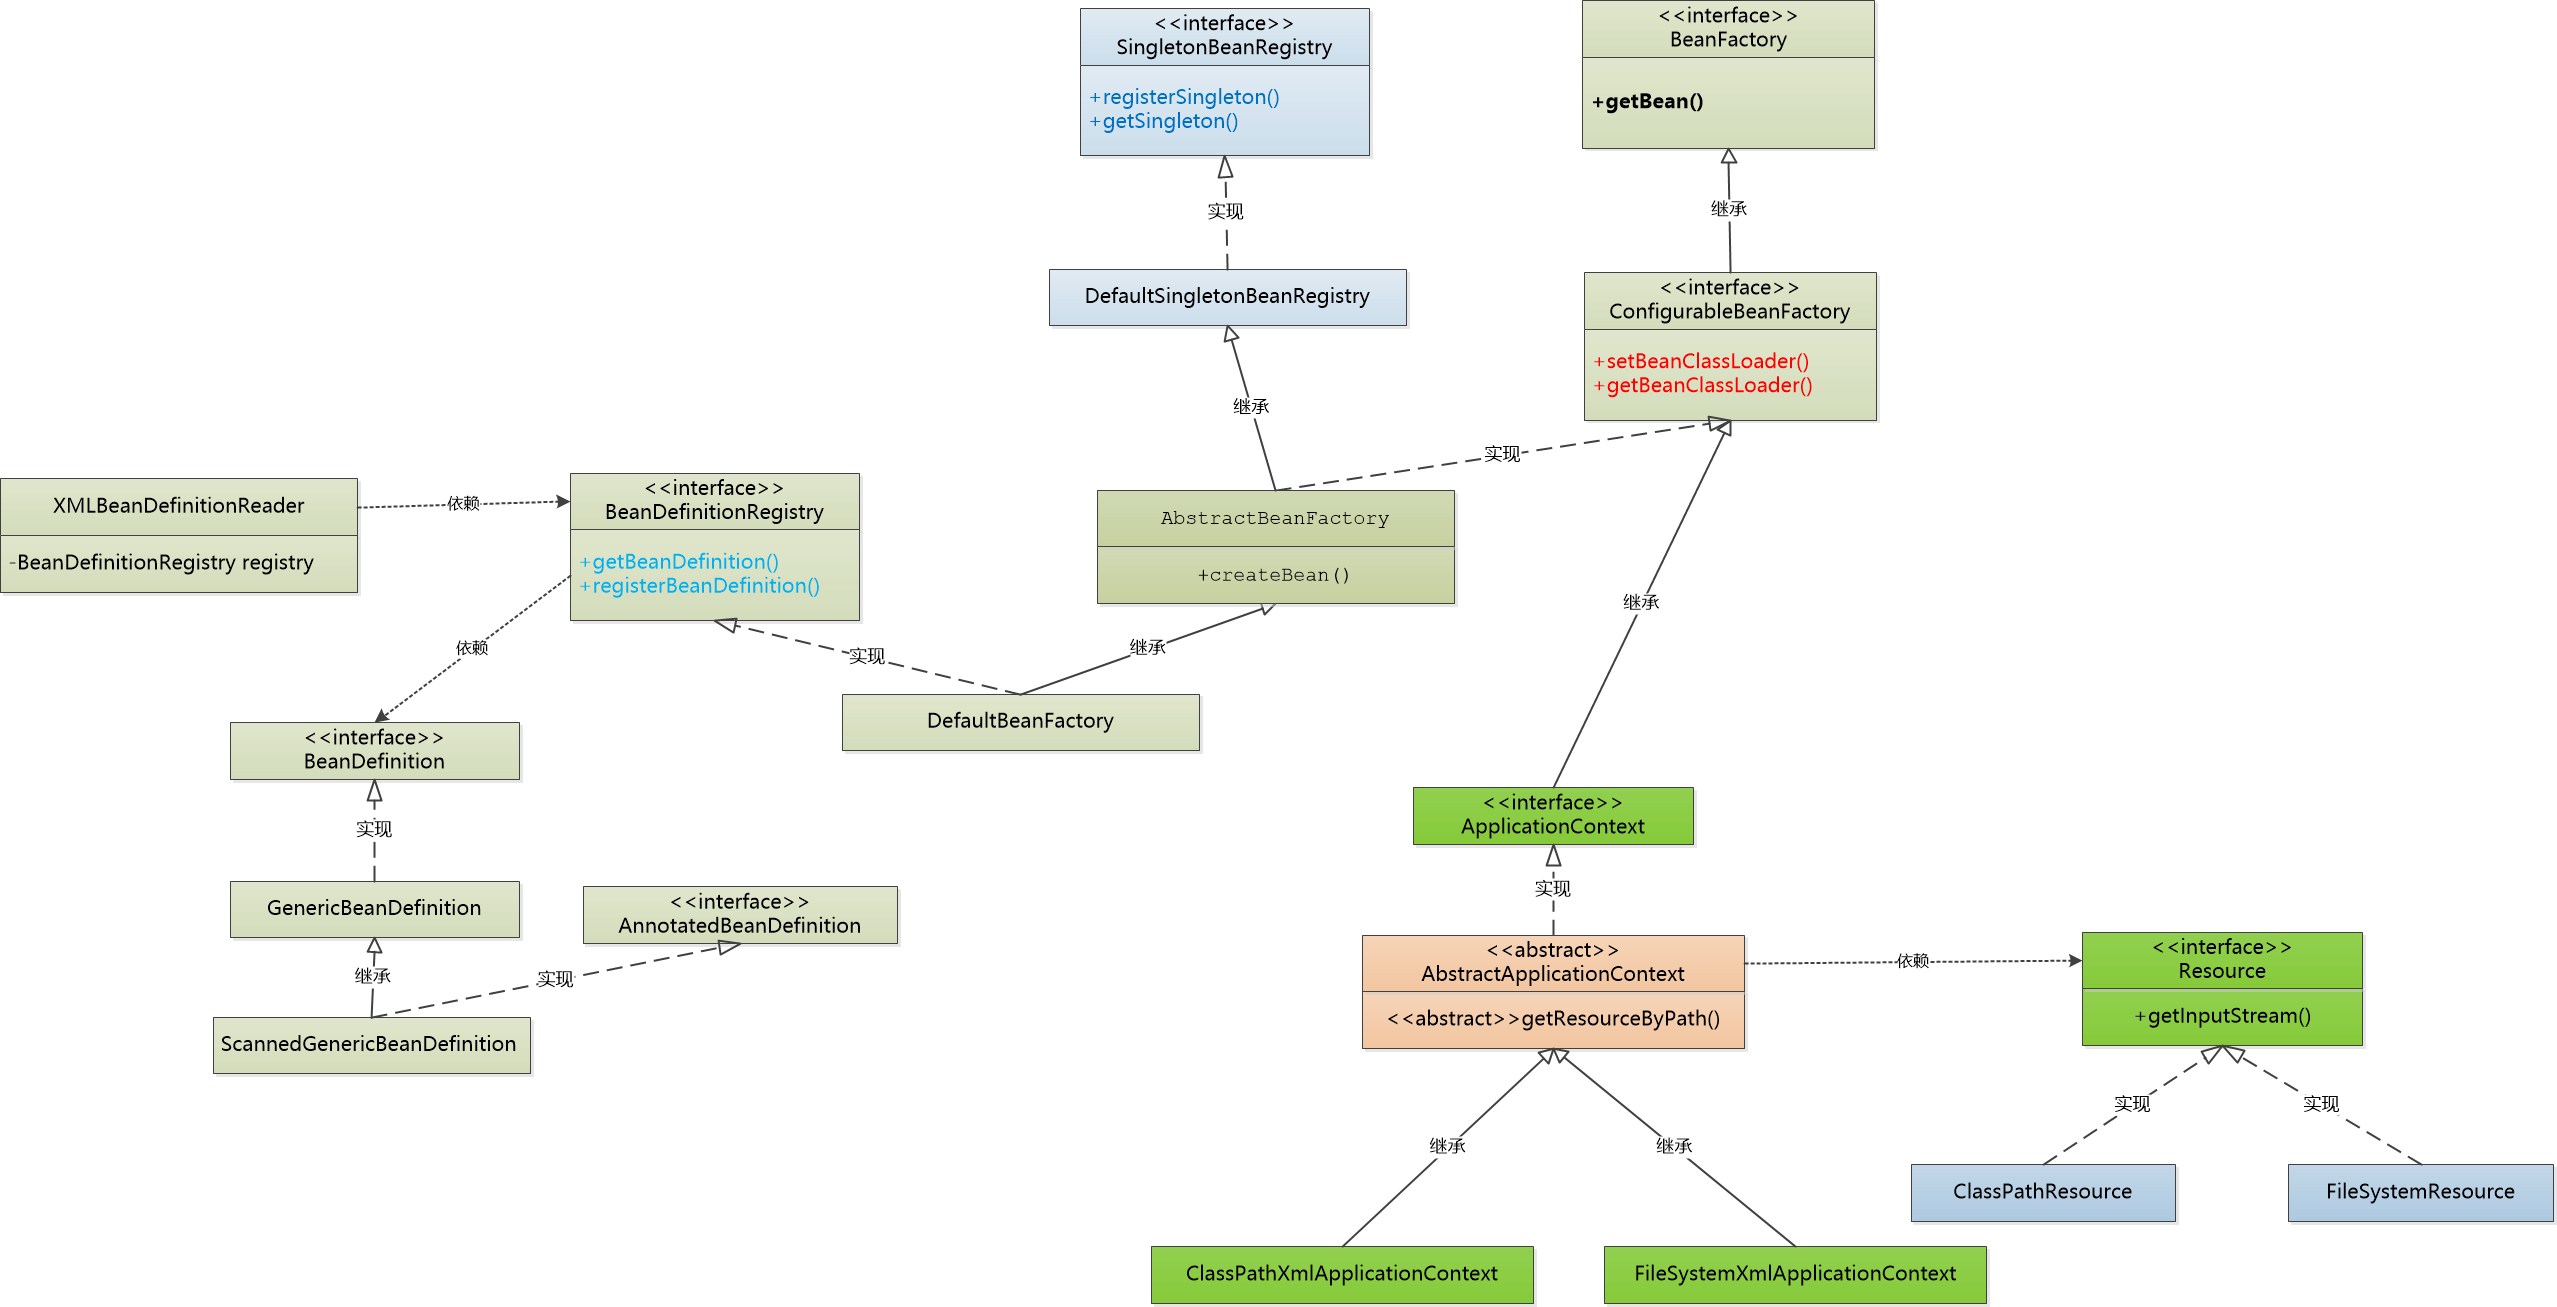 <<interface>>
SingletonBeanRegistry
+registerSingleton()
+getSingleton()
<<interface>>
BeanFactory
+getBean()
实现
继承
DefaultSingletonBeanRegistry
<<interface>>
ConfigurableBeanFactory
+setBeanClassLoader()
+getBeanClassLoader()
继承
实现
XMLBeanDefinitionReader
-BeanDefinitionRegistry registry
依赖
<<interface>>
BeanDefinitionRegistry
+getBeanDefinition()
+registerBeanDefinition()
AbstractBeanFactory
+createBean()
继承
依赖
实现
继承
DefaultBeanFactory
<<interface>>
BeanDefinition
实现
<<interface>>
ApplicationContext
实现
GenericBeanDefinition
<<interface>>
AnnotatedBeanDefinition
继承
实现
ScannedGenericBeanDefinition
<<abstract>>
AbstractApplicationContext
<<abstract>>getResourceByPath()
依赖
<<interface>>
Resource
+getInputStream()
继承
继承
实现
实现
ClassPathResource
FileSystemResource
ClassPathXmlApplicationContext
FileSystemXmlApplicationContext